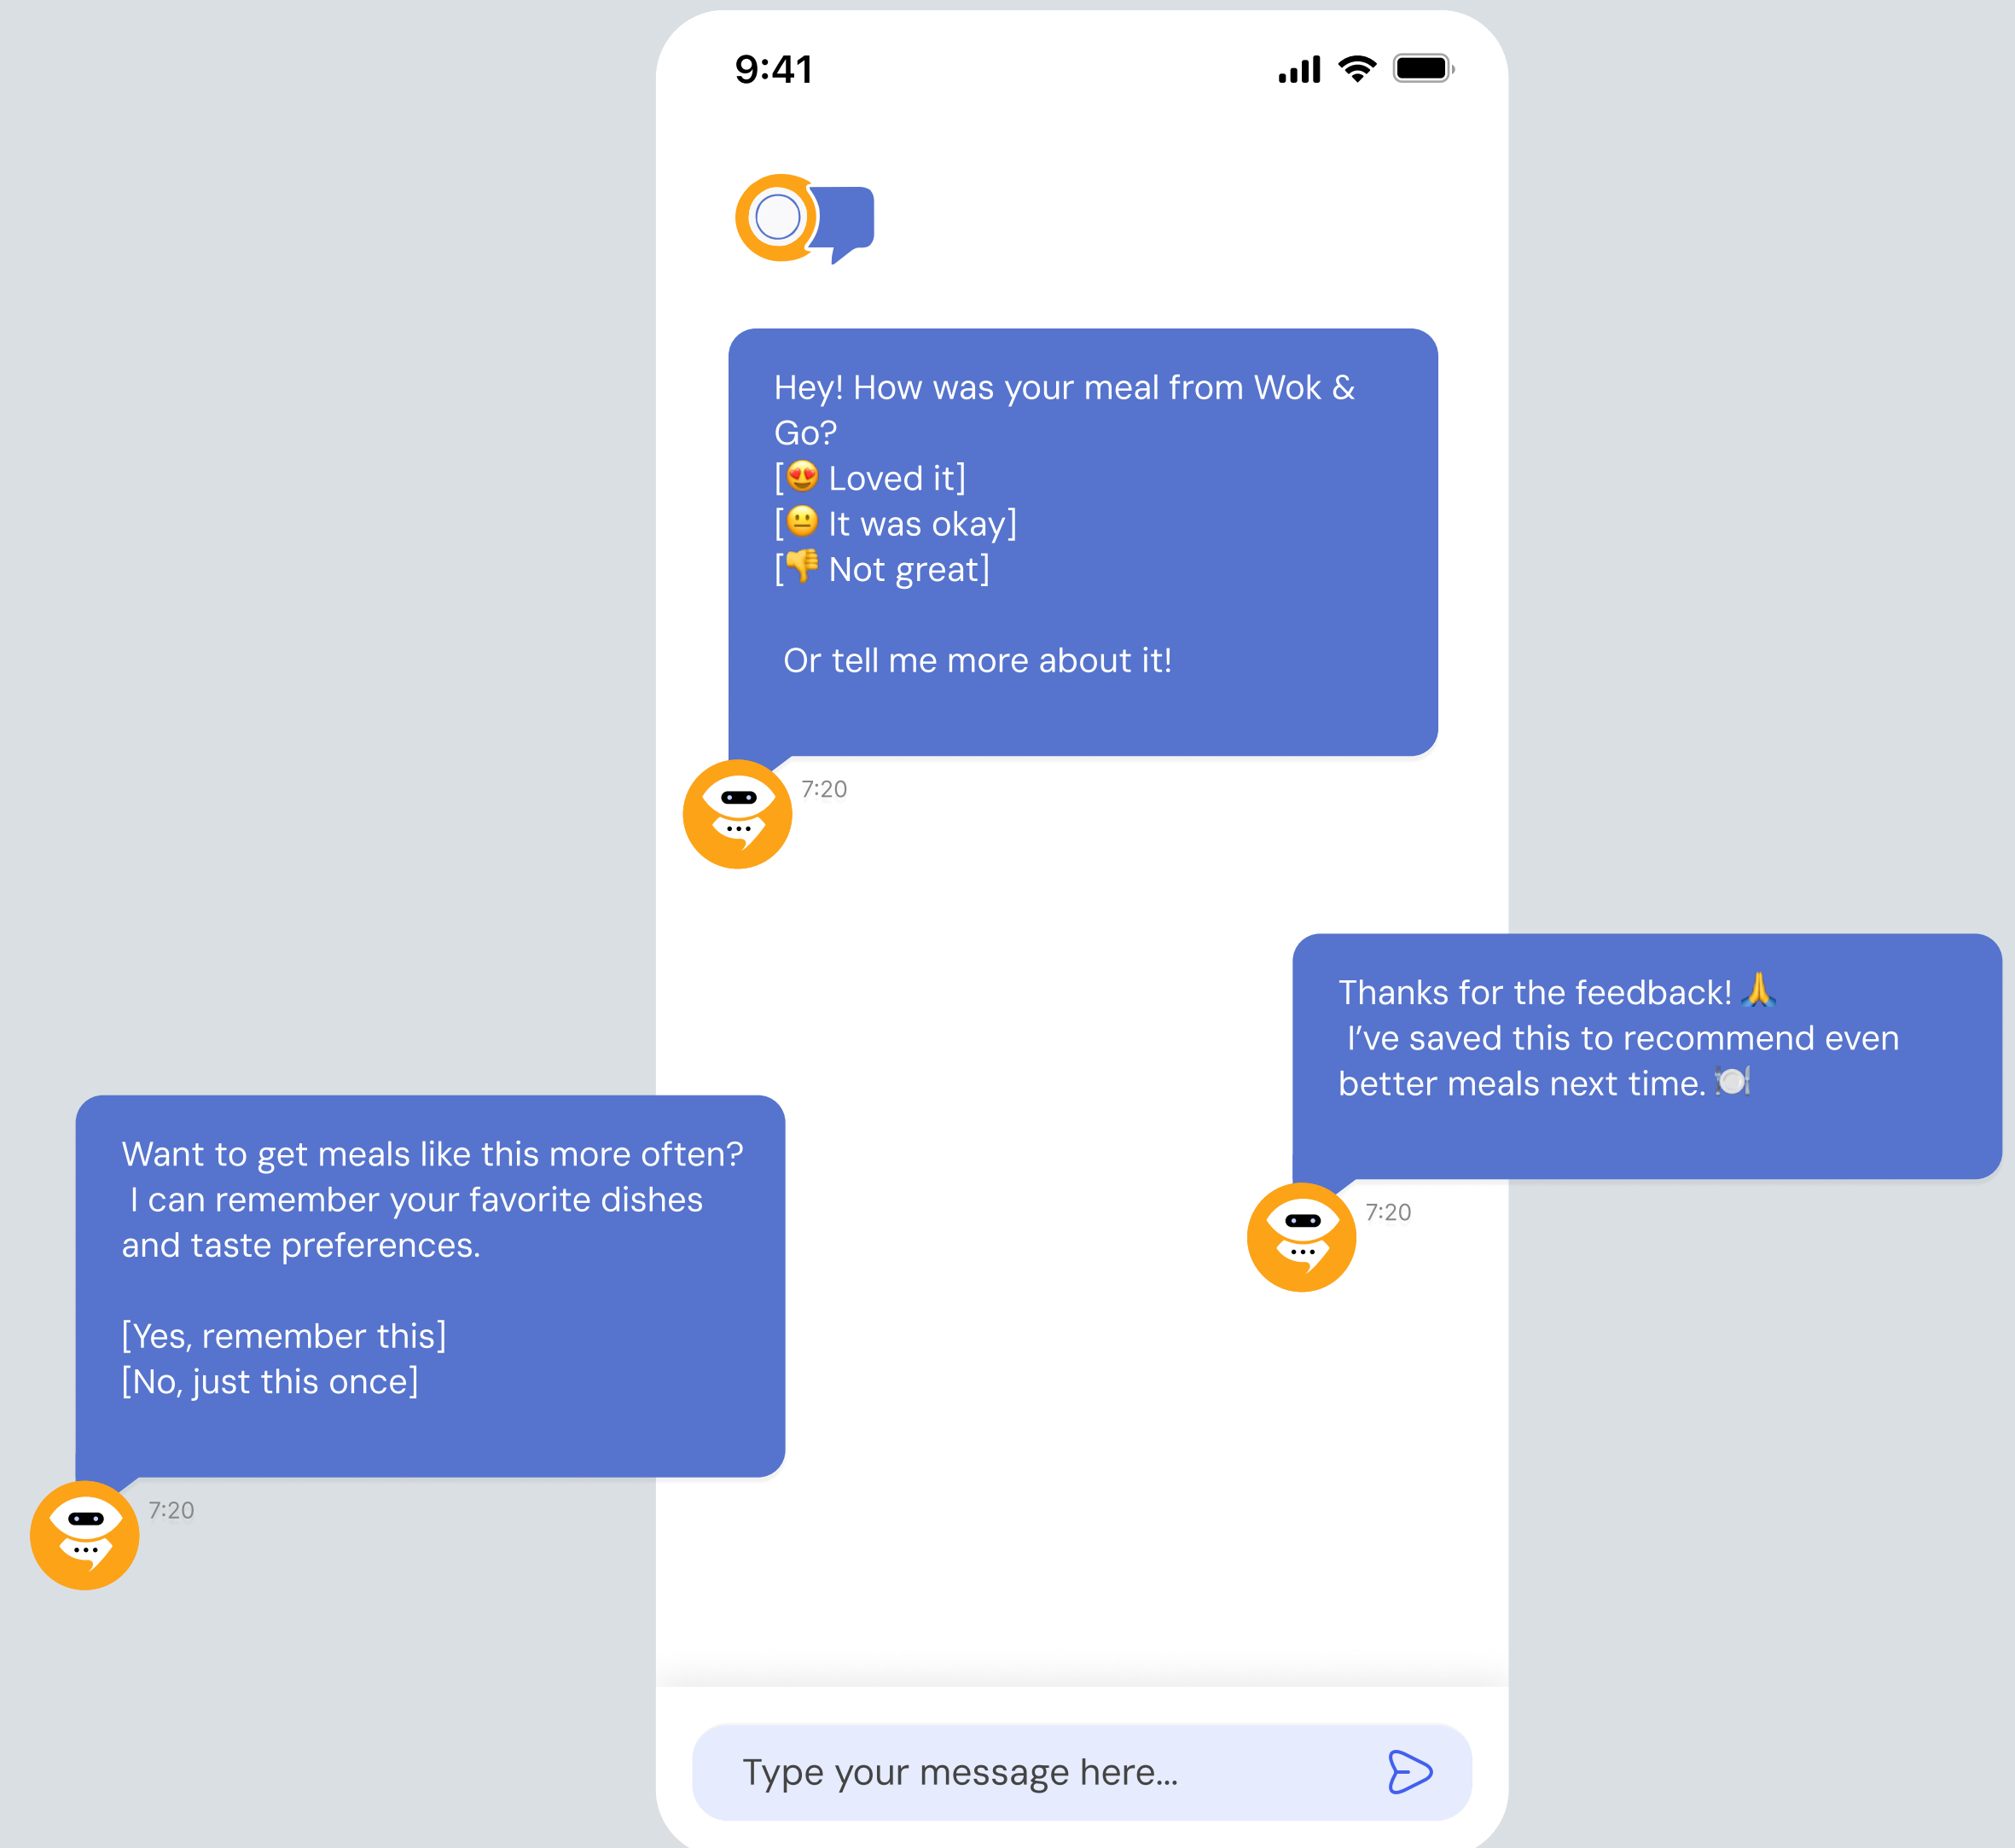 9:41
Hey! How was your meal from Wok &
Go?
[😍 Loved it]
[😐 It was okay]
[👎 Not great]
Or tell me more about it!
7:20
Thanks for the feedback! 🙏
I’ve saved this to recommend even
better meals next time. 🍽️
7:20
Want to get meals like this more often?
I can remember your favorite dishes
and taste preferences.
[Yes, remember this]
[No, just this once]
7:20
Type your message here...